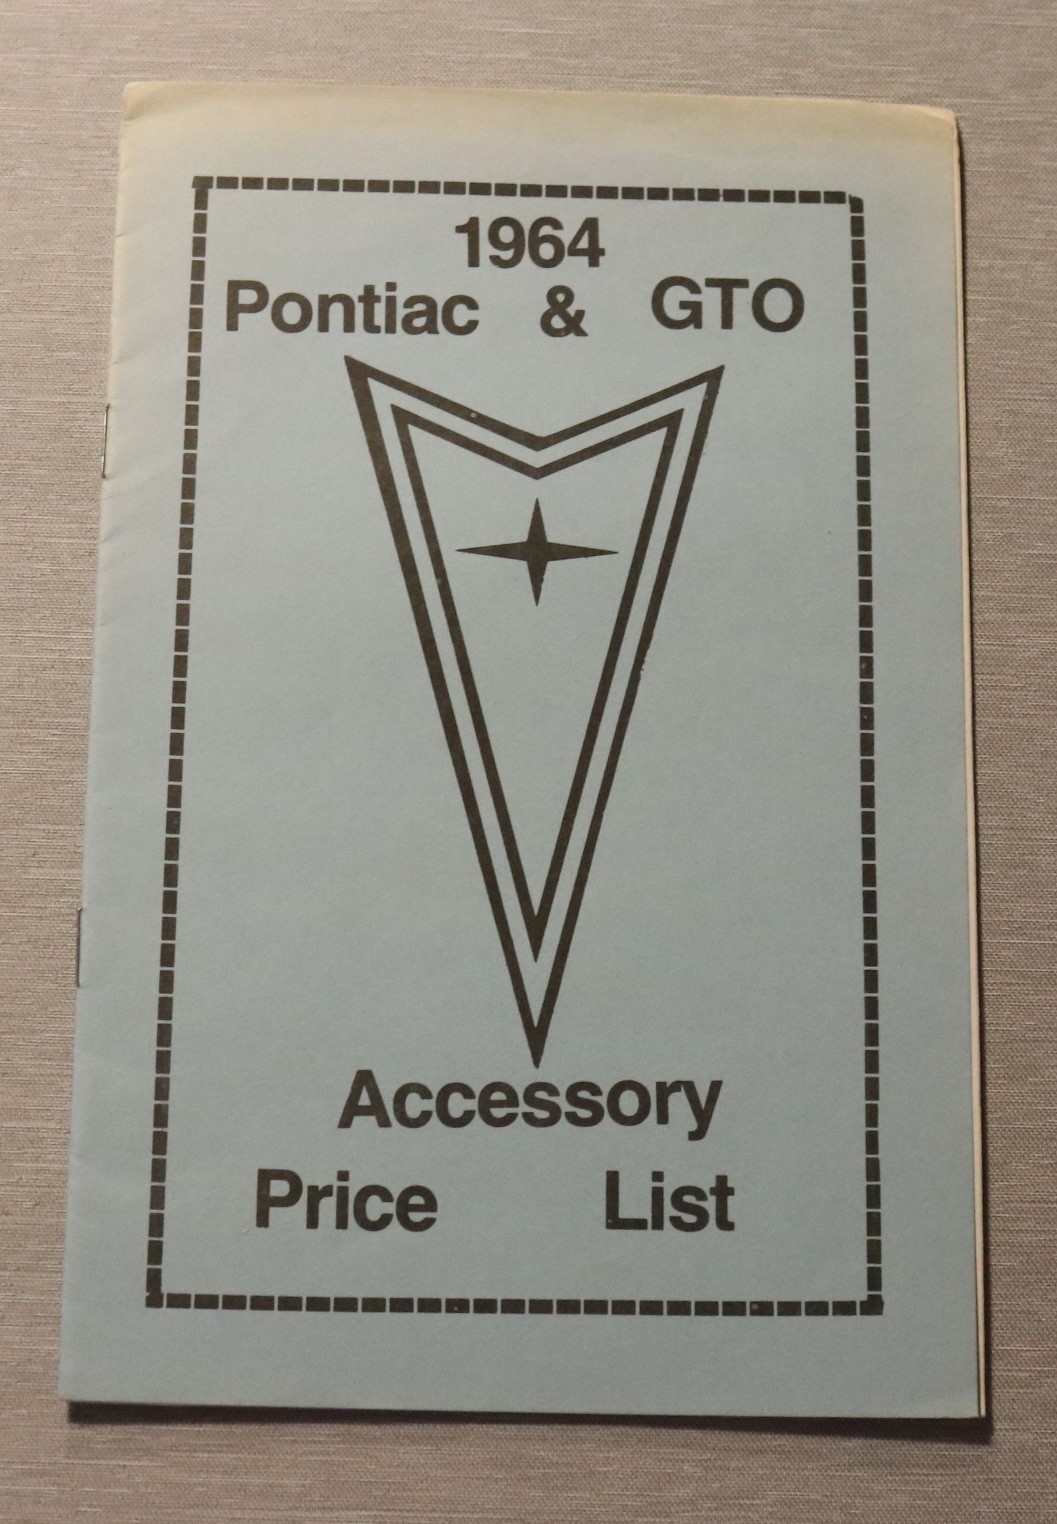 1964
Pontiac & GTO
Accessory
Price List